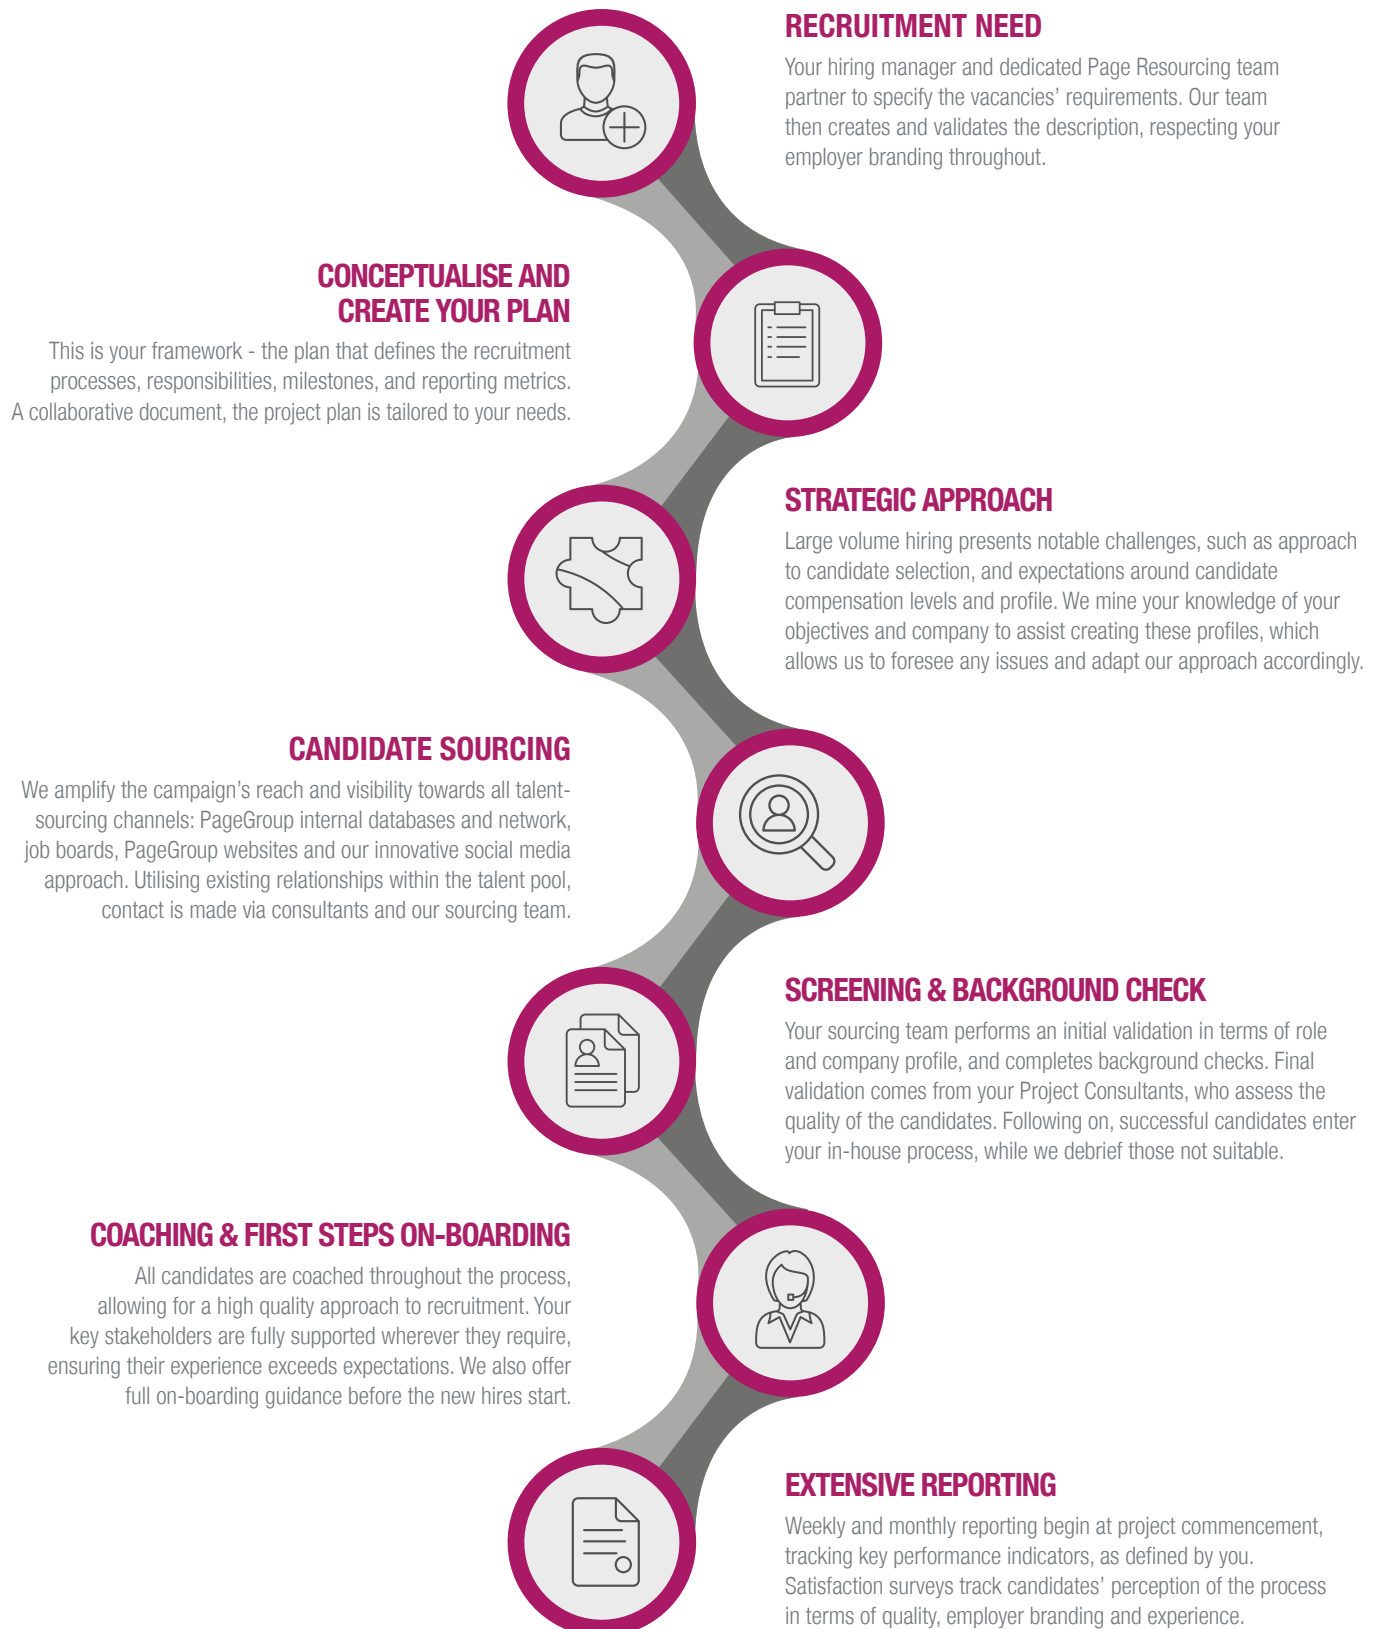 RECRUITMENT NEED
Your hiring manager and dedicated Page Resourcing team
partner to specify the vacancies’ requirements. Our team
then creates and validates the description, respecting your
employer branding throughout.
CONCEPTUALISE AND
CREATE YOUR PLAN
This is your framework - the plan that defines the recruitment
processes, responsibilities, milestones, and reporting metrics.
A collaborative document, the project plan is tailored to your needs.
STRATEGIC APPROACH
Large volume hiring presents notable challenges, such as approach
to candidate selection, and expectations around candidate
compensation levels and profile. We mine your knowledge of your
objectives and company to assist creating these profiles, which
allows us to foresee any issues and adapt our approach accordingly.
CANDIDATE SOURCING
We amplify the campaign’s reach and visibility towards all talent-
sourcing channels: PageGroup internal databases and network,
job boards, PageGroup websites and our innovative social media
approach. Utilising existing relationships within the talent pool,
contact is made via consultants and our sourcing team.
SCREENING & BACKGROUND CHECK
Your sourcing team performs an initial validation in terms of role
and company profile, and completes background checks. Final
validation comes from your Project Consultants, who assess the
quality of the candidates. Following on, successful candidates enter
your in-house process, while we debrief those not suitable.
COACHING & FIRST STEPS ON-BOARDING
All candidates are coached throughout the process,
allowing for a high quality approach to recruitment. Your
key stakeholders are fully supported wherever they require,
ensuring their experience exceeds expectations. We also offer
full on-boarding guidance before the new hires start.
EXTENSIVE REPORTING
Weekly and monthly reporting begin at project commencement,
tracking key performance indicators, as defined by you.
Satisfaction surveys track candidates’ perception of the process
in terms of quality, employer branding and experience.